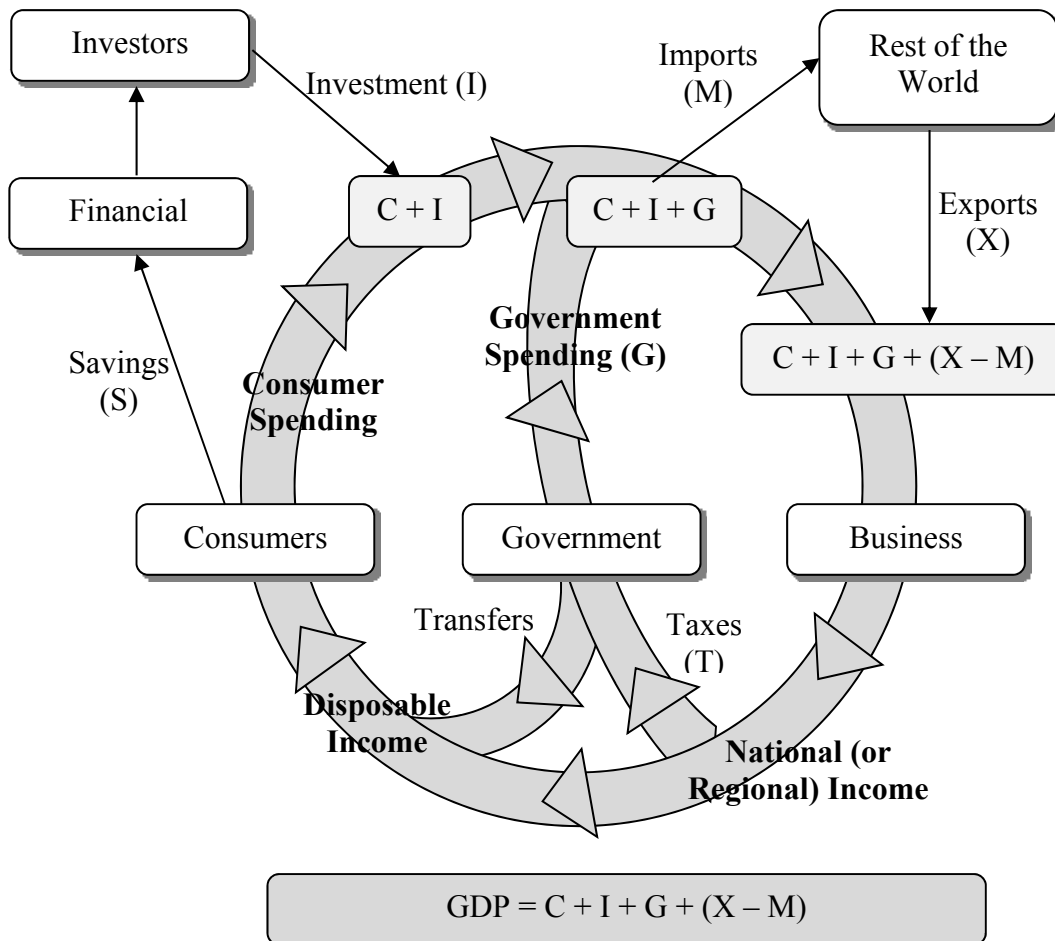 Investors
Investment (I)
Imports
(M)
Rest of the
World
Financial
C + I
C + I + G
Exports
(X)
Savings
(S)
Consumer
Spending
Government
Spending (G)
C + I + G + (X – M)
Consumers
Government
Business
Transfers
Taxes
(T)
Disposable
Income
National (or
Regional) Income
GDP = C + I + G + (X – M)